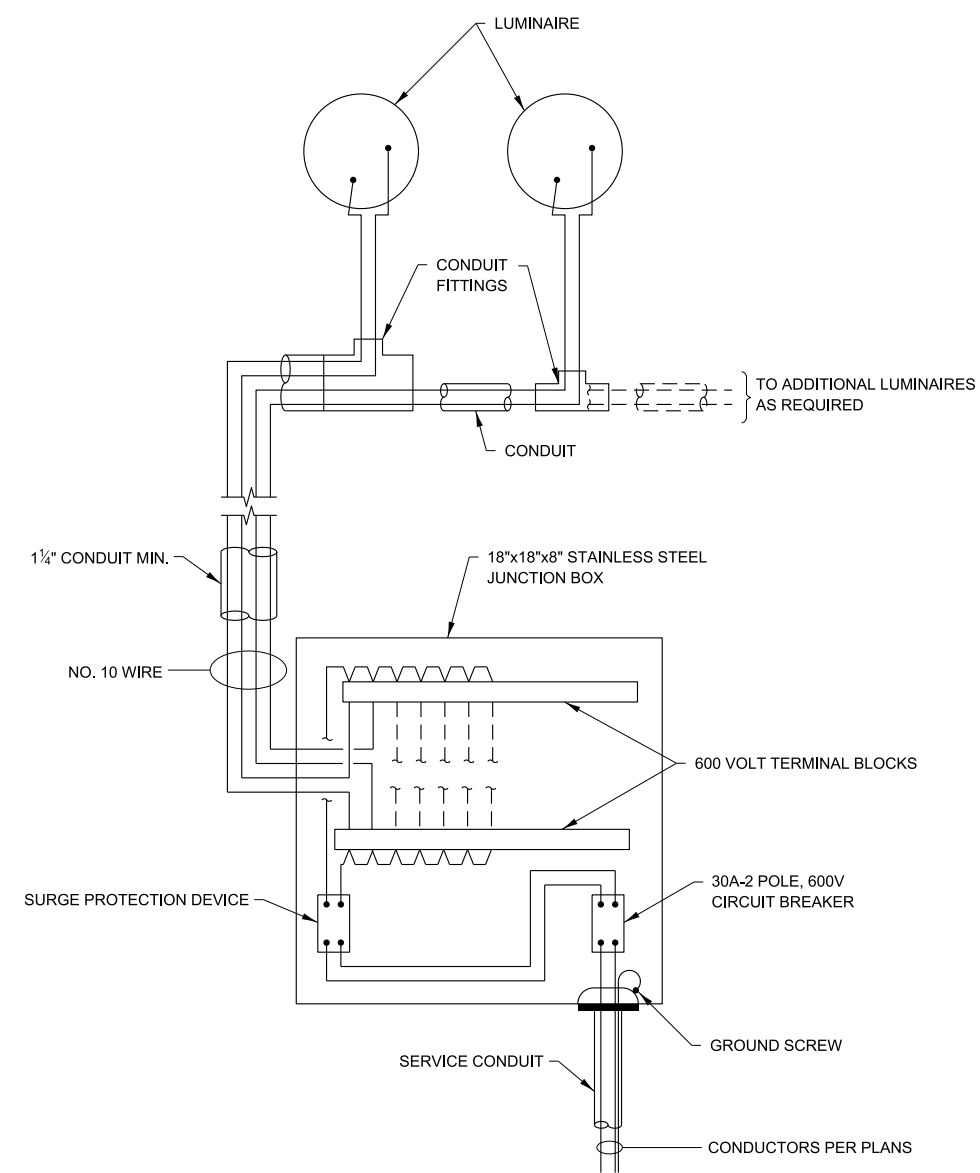 LUMINAIRE
CONDUIT
FITTINGS
TO ADDITIONAL LUMINAIRES
AS REQUIRED
CONDUIT
1¼" CONDUIT MIN.
18"x18"x8" STAINLESS STEEL
JUNCTION BOX
NO. 10 WIRE
600 VOLT TERMINAL BLOCKS
30A-2 POLE, 600V
CIRCUIT BREAKER
SURGE PROTECTION DEVICE
GROUND SCREW
SERVICE CONDUIT
CONDUCTORS PER PLANS